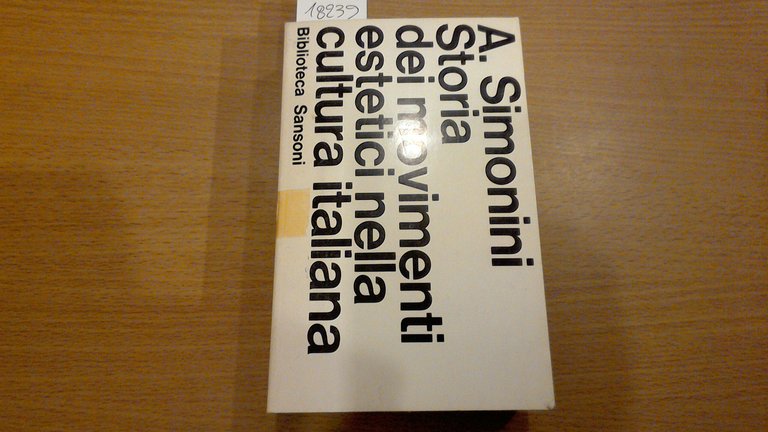 18239
A. Simonini
Storia
dei movimenti
estetici nella
cultura italiana
Biblioteca Sansoni